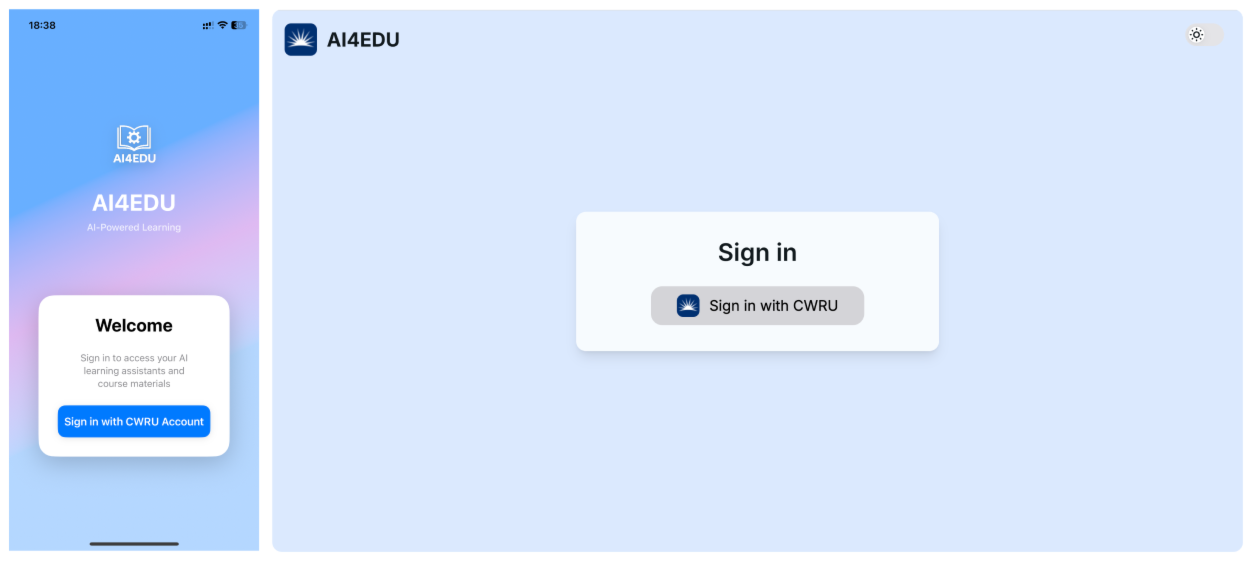 18:38
AI4EDU
AI4EDU
AI-Powered Learning
Welcome
Sign in to access your AI
learning assistants and
course materials
Sign in with CWRU Account
AI4EDU
Sign in
Sign in with CWRU